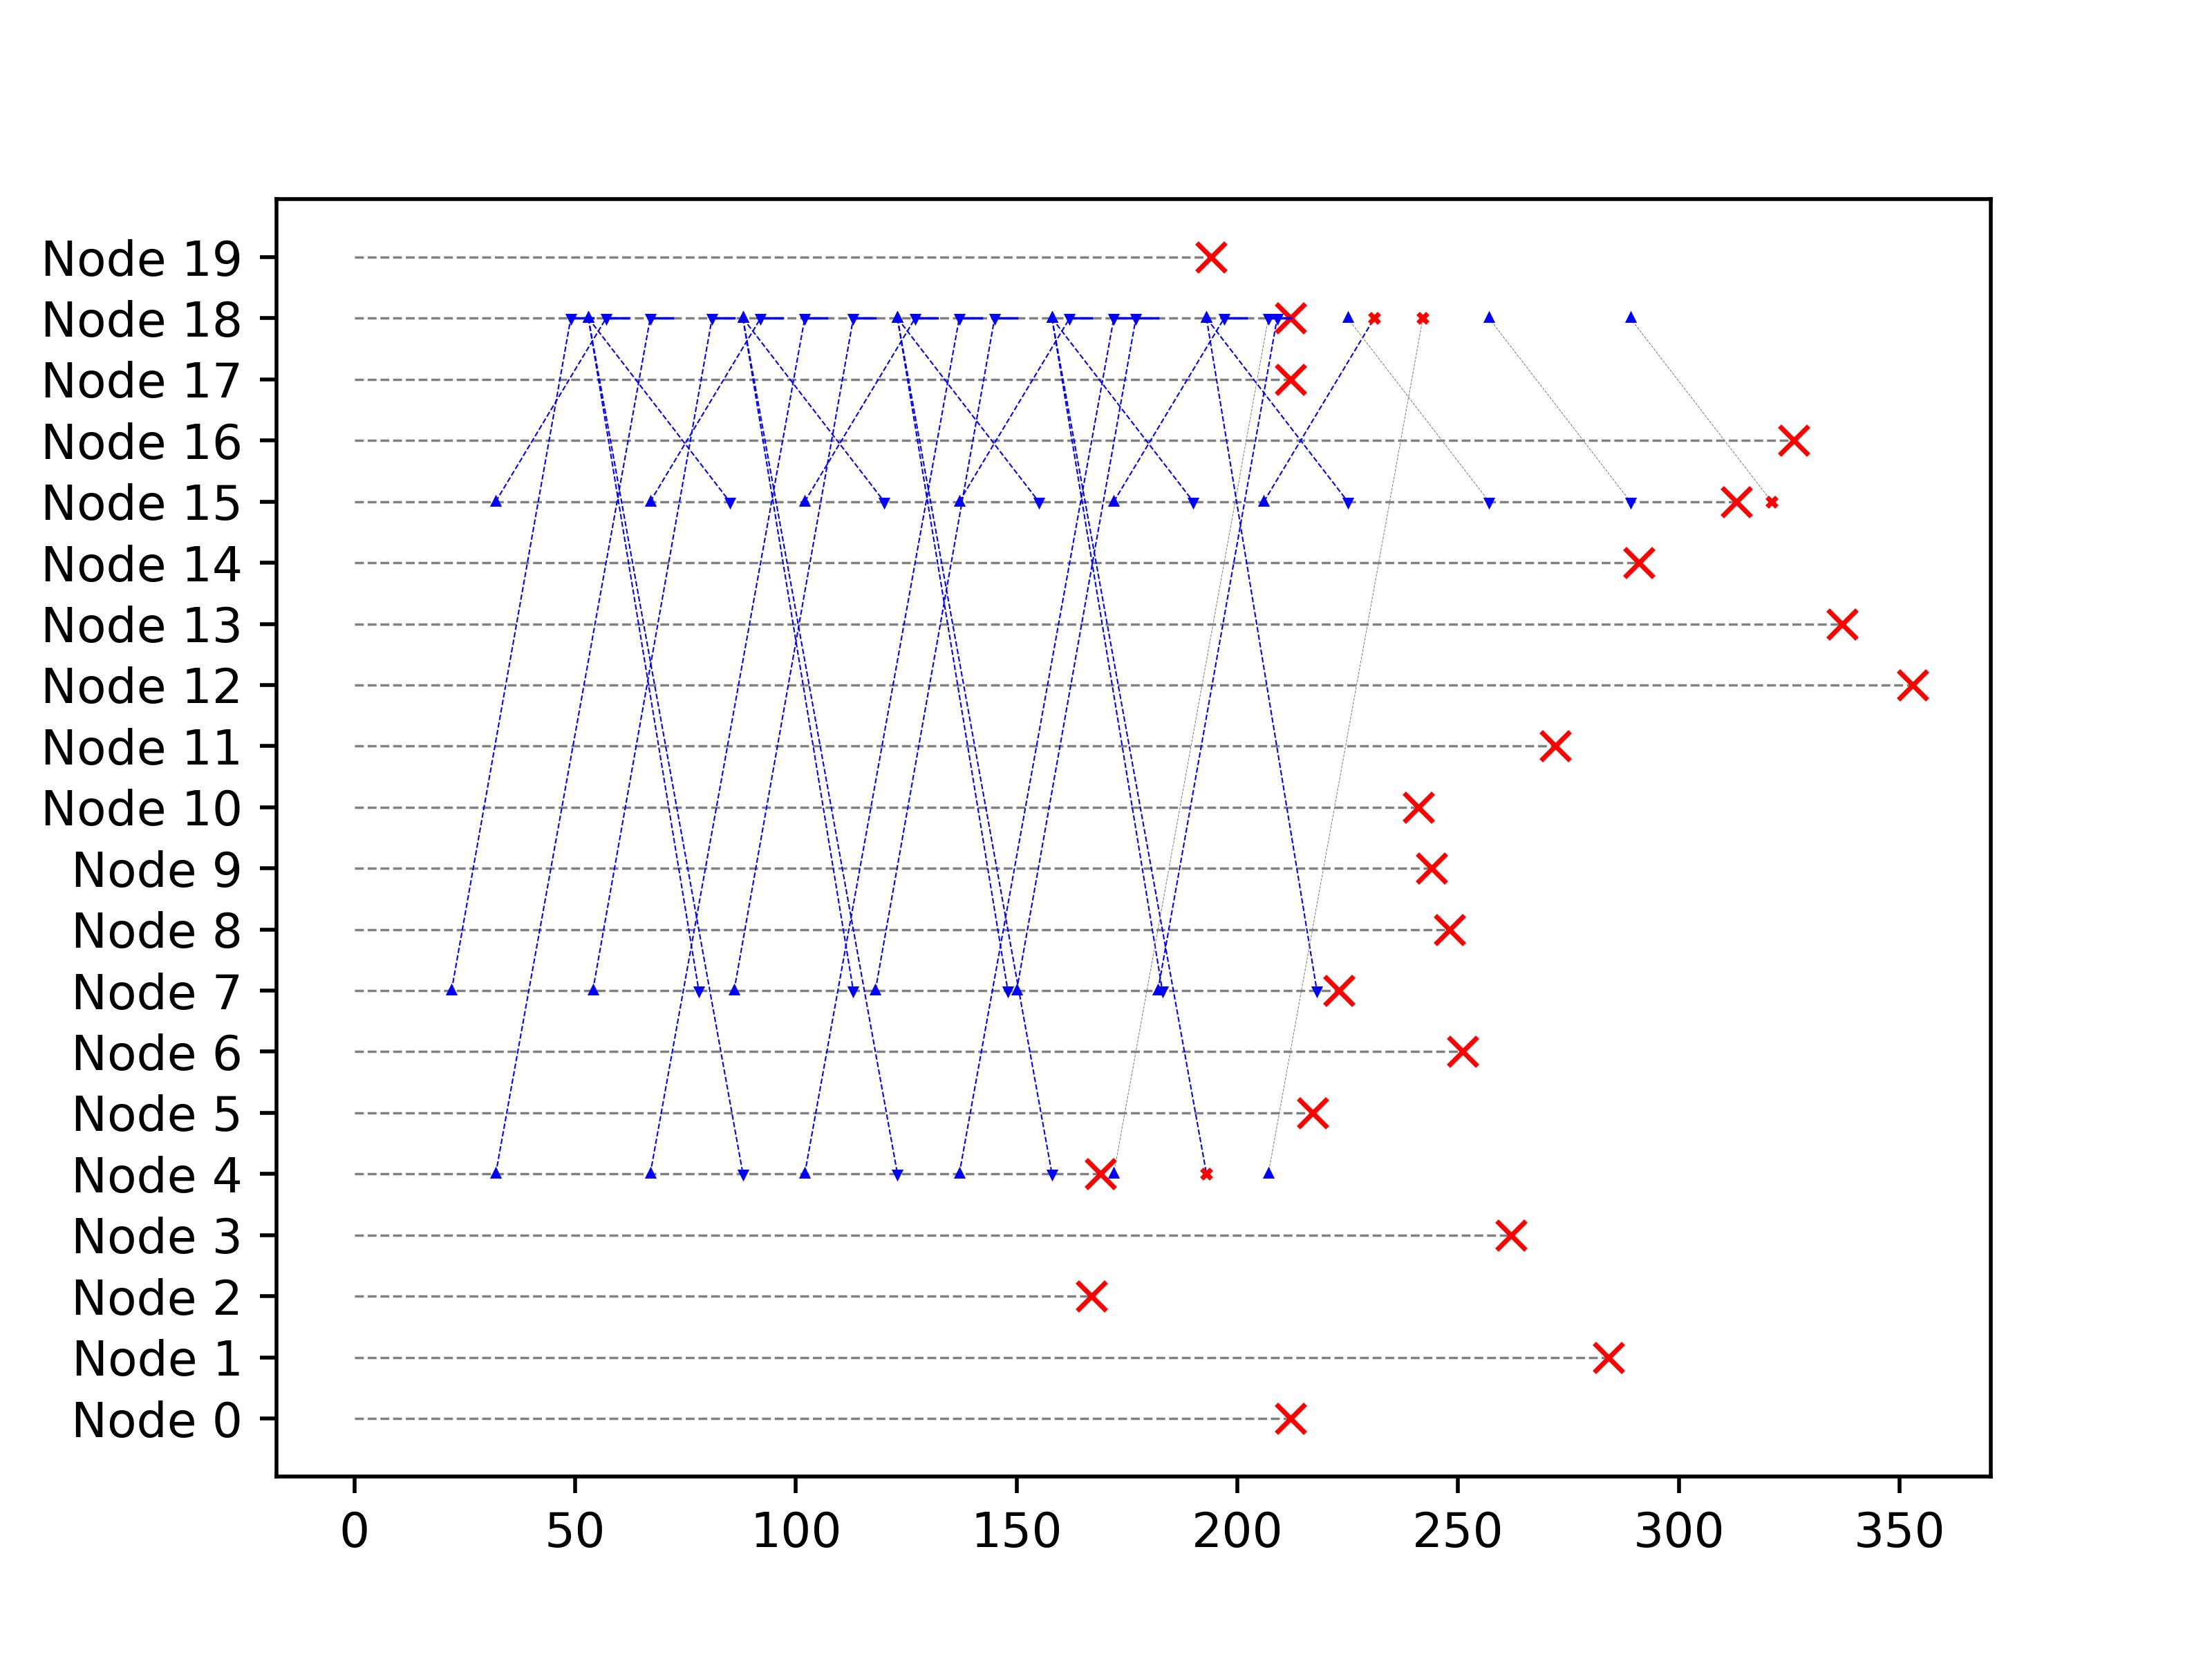 Node 19
Node 18
Node 17
Node 16
Node 15
Node 14
Node 13
Node 12
Node 11
Node 10
Node 9
Node 8
Node 7
Node 6
Node 5
Node 4
Node 3
Node 2
Node 1
Node 0
0 50 100 150 200 250 300 350